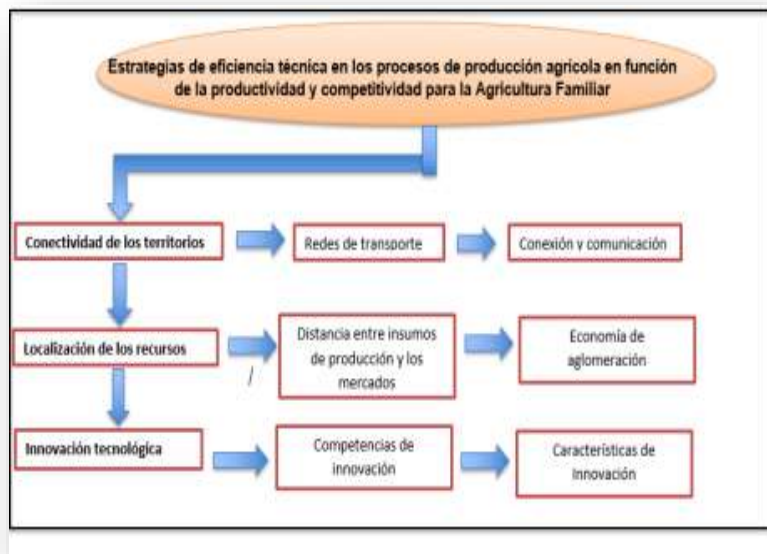 Estrategias de eficiencia técnica en los procesos de producción agrícola en función
de la productividad y competitividad para la Agricultura Familiar
Conectividad de los territorios
Redes de transporte
Conexión y comunicación
Localización de los recursos
Distancia entre insumos
de producción y los
mercados
Economía de
aglomeración
/
Innovación tecnológica
Competencias de
innovación
Características de
Innovación